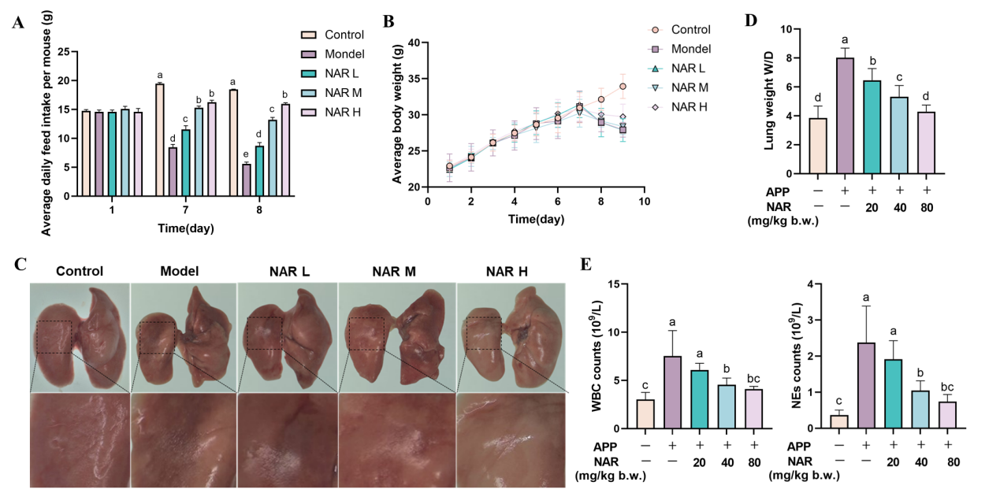 A
Average daily feed intake per mouse (g)
25
20
15
10
5
0
a
d
c
b
b
a
e
d
c
b
1
7
8
Time(day)
Control
Mondel
NAR L
NAR M
NAR H
B
Average body weight (g)
40
35
30
25
20
0
2
4
6
8
10
Time(day)
Control
Mondel
NAR L
NAR M
NAR H
D
Lung weight W/D
10
8
6
4
2
0
d
a
b
c
d
APP — + + + +
NAR — — 20 40 80
(mg/kg b.w.)
C
Control
Model
NAR L
NAR M
NAR H
E
WBC counts (10⁹/L)
15
10
5
0
c
a
a
b
bc
APP — + + + +
NAR — — 20 40 80
(mg/kg b.w.)
NEs counts (10⁹/L)
4
3
2
1
0
c
a
a
b
bc
APP — + + + +
NAR — — 20 40 80
(mg/kg b.w.)